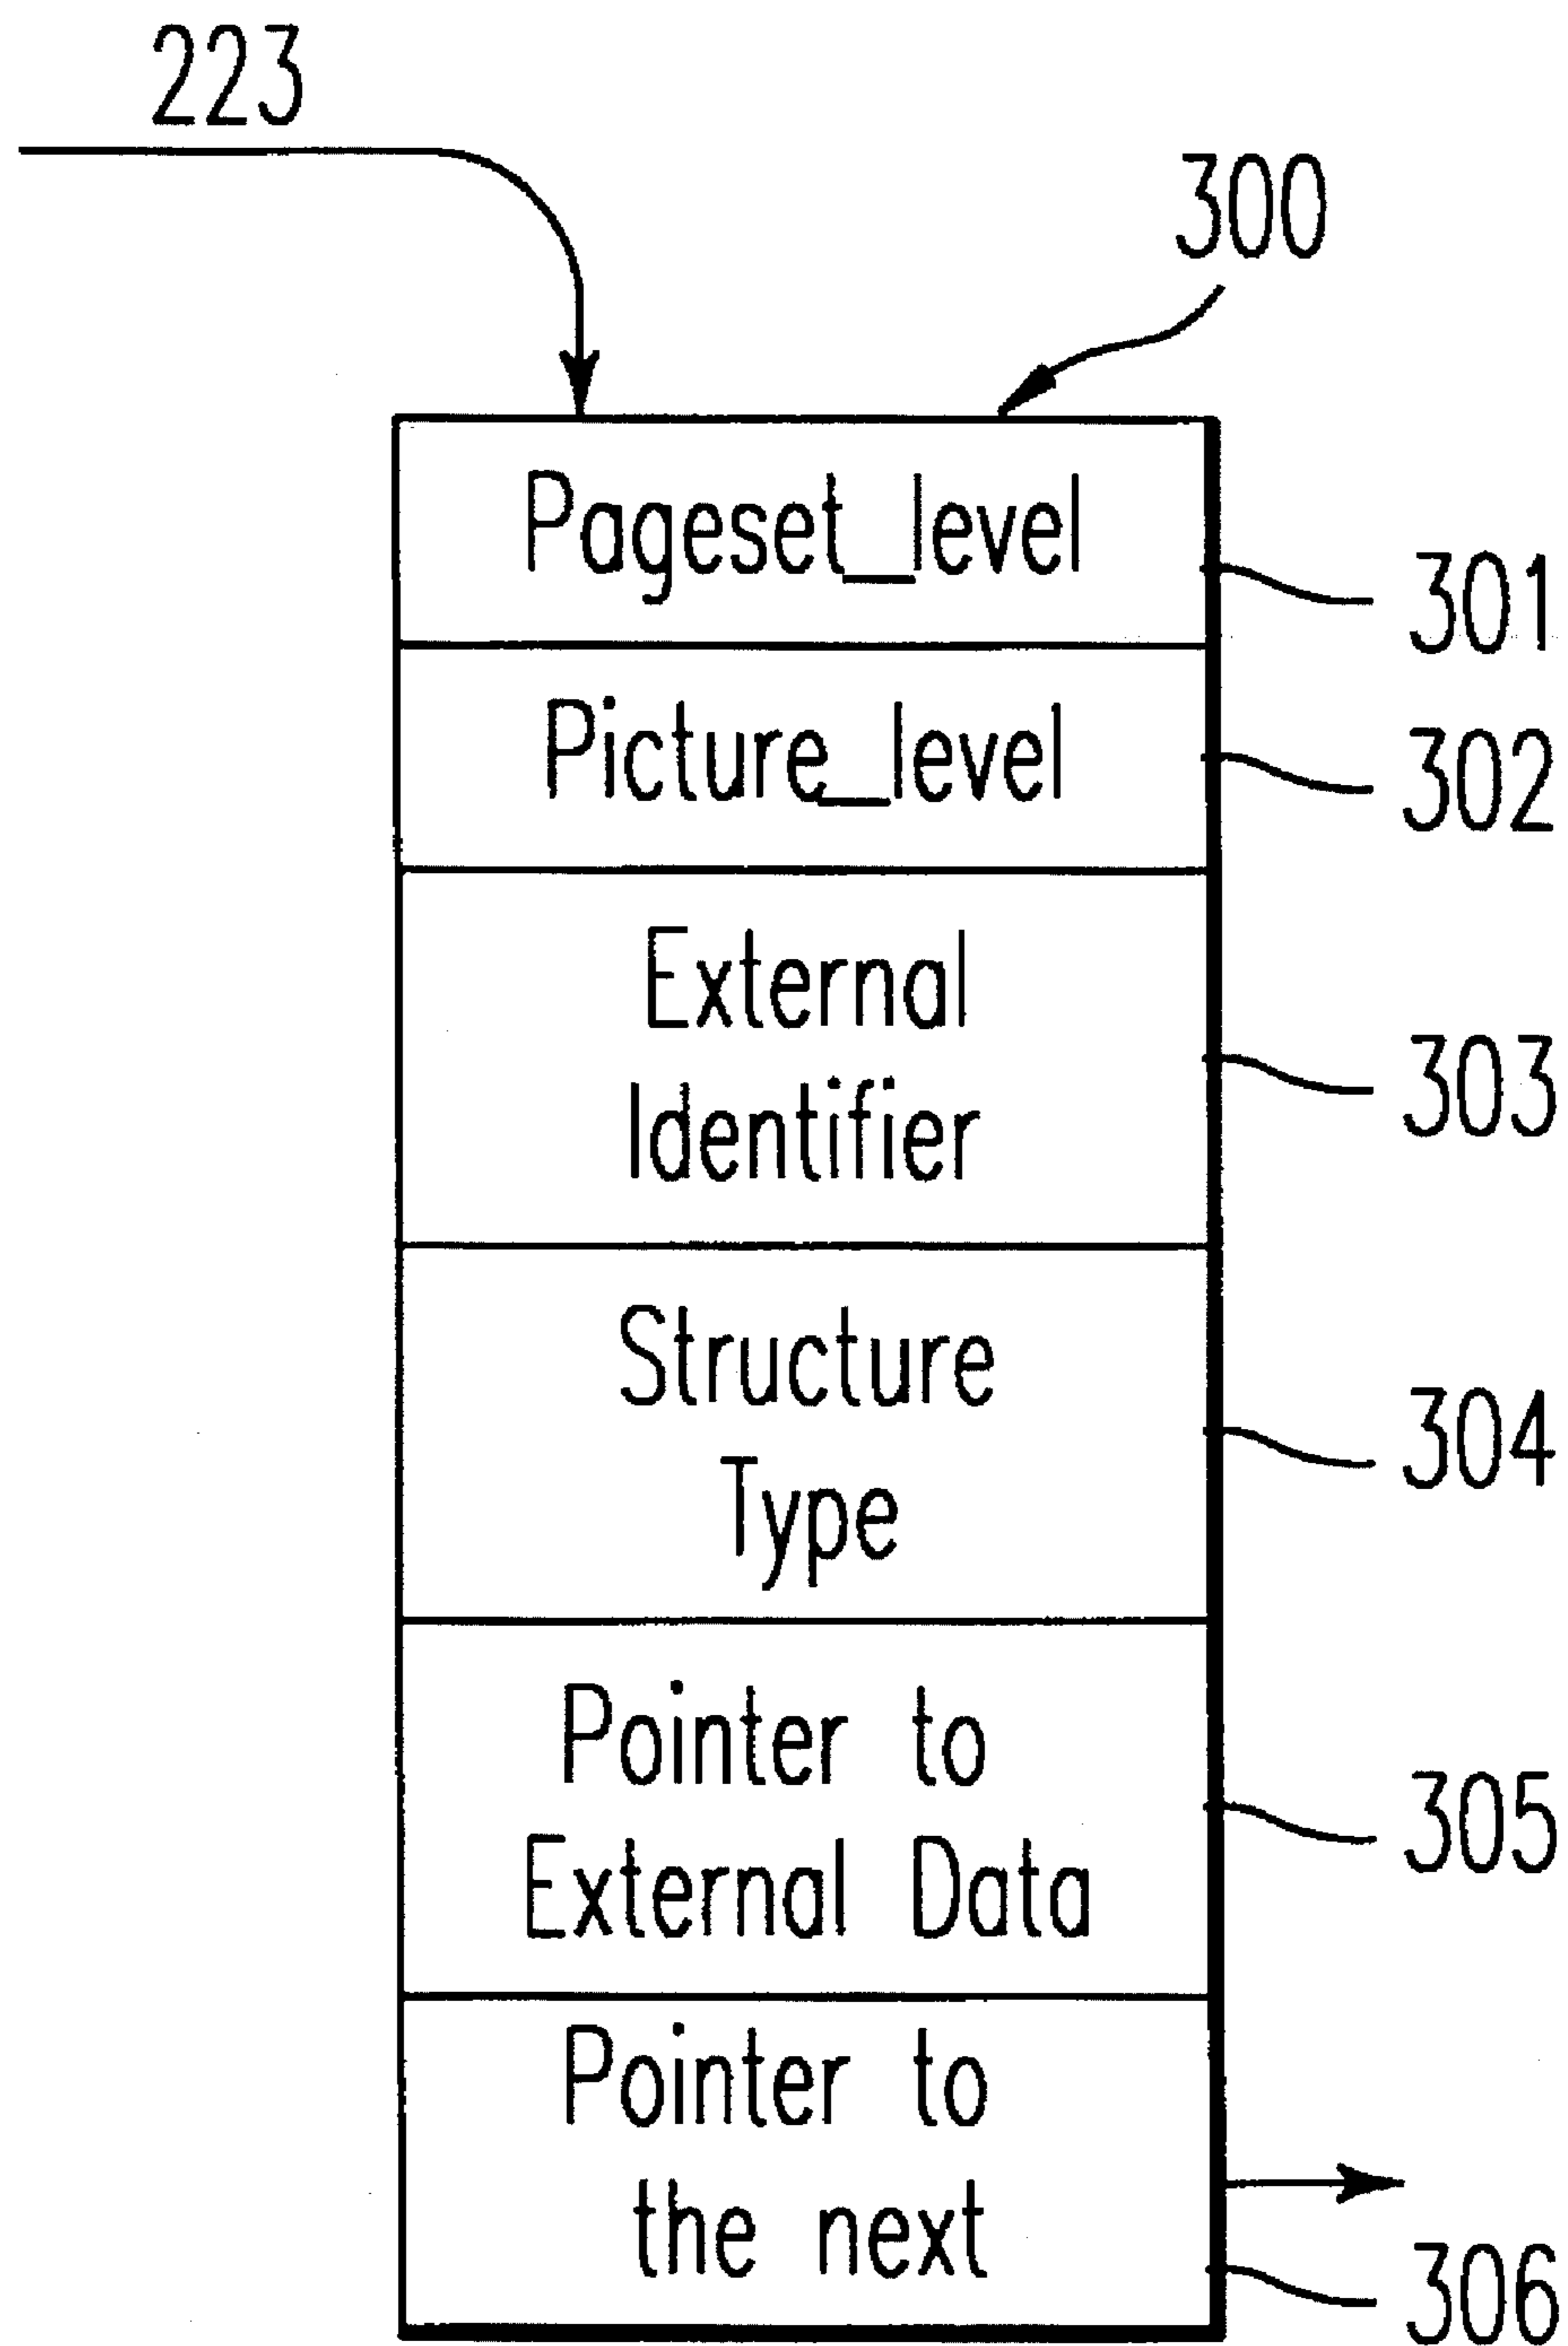 223
300
Pageset_level
301
Picture_level
302
External
Identifier
303
Structure
Type
304
Pointer to
External Data
305
Pointer to
the next
306